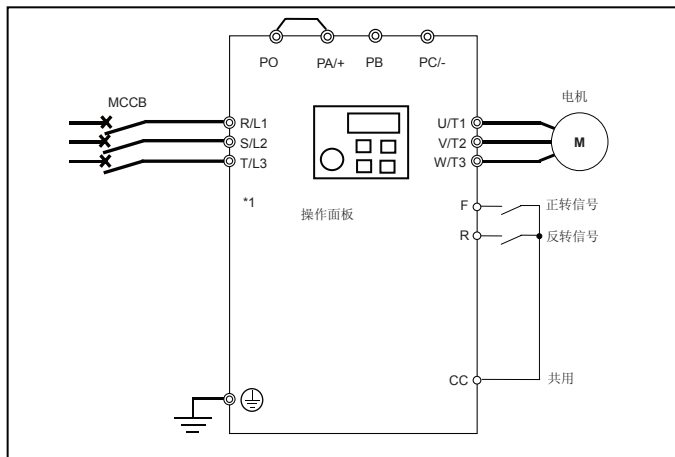 PO PA/+ PB PC/-
MCCB
电机
R/L1
U/T1
S/L2
V/T2
M
T/L3
W/T3
*1
操作面板
F
正转信号
R
反转信号
CC
共用